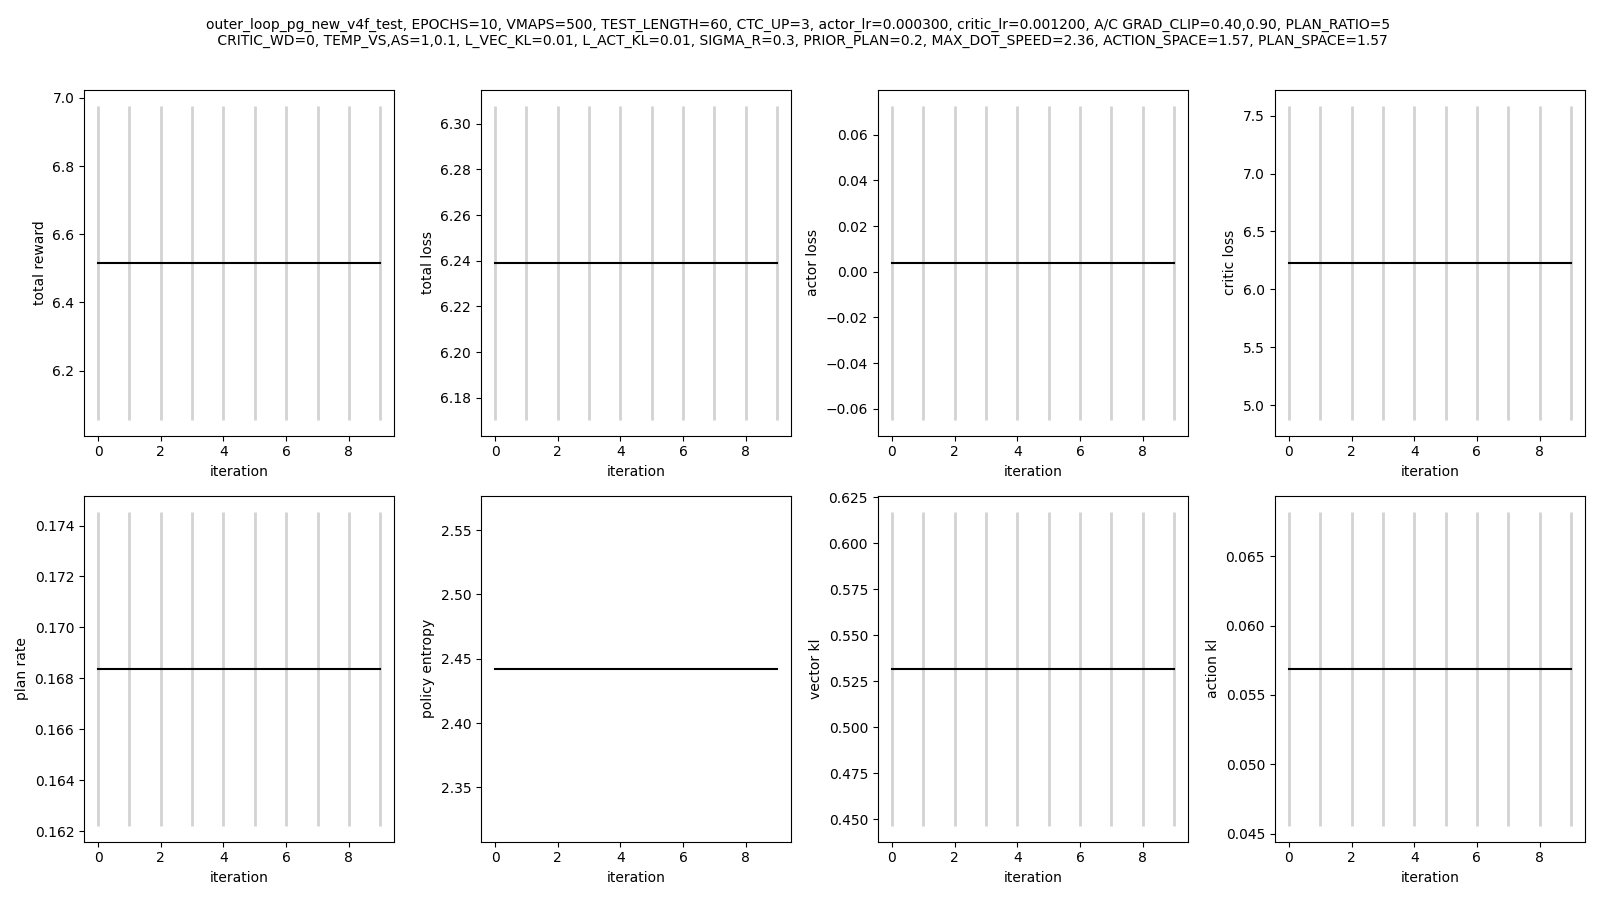 outer_loop_pg_new_v4f_test, EPOCHS=10, VMAPS=500, TEST_LENGTH=60, CTC_UP=3, actor_lr=0.000300, critic_lr=0.001200, A/C GRAD_CLIP=0.40,0.90, PLAN_RATIO=5
CRITIC_WD=0, TEMP_VS,AS=1,0.1, L_VEC_KL=0.01, L_ACT_KL=0.01, SIGMA_R=0.3, PRIOR_PLAN=0.2, MAX_DOT_SPEED=2.36, ACTION_SPACE=1.57, PLAN_SPACE=1.57
total reward
7.0
6.8
6.6
6.4
6.2
0 2 4 6 8
iteration
total loss
6.30
6.28
6.26
6.24
6.22
6.20
6.18
0 2 4 6 8
iteration
actor loss
0.06
0.04
0.02
0.00
−0.02
−0.04
−0.06
0 2 4 6 8
iteration
critic loss
7.5
7.0
6.5
6.0
5.5
5.0
0 2 4 6 8
iteration
plan rate
0.174
0.172
0.170
0.168
0.166
0.164
0.162
0 2 4 6 8
iteration
policy entropy
2.55
2.50
2.45
2.40
2.35
0 2 4 6 8
iteration
vector kl
0.625
0.600
0.575
0.550
0.525
0.500
0.475
0.450
0 2 4 6 8
iteration
action kl
0.065
0.060
0.055
0.050
0.045
0 2 4 6 8
iteration